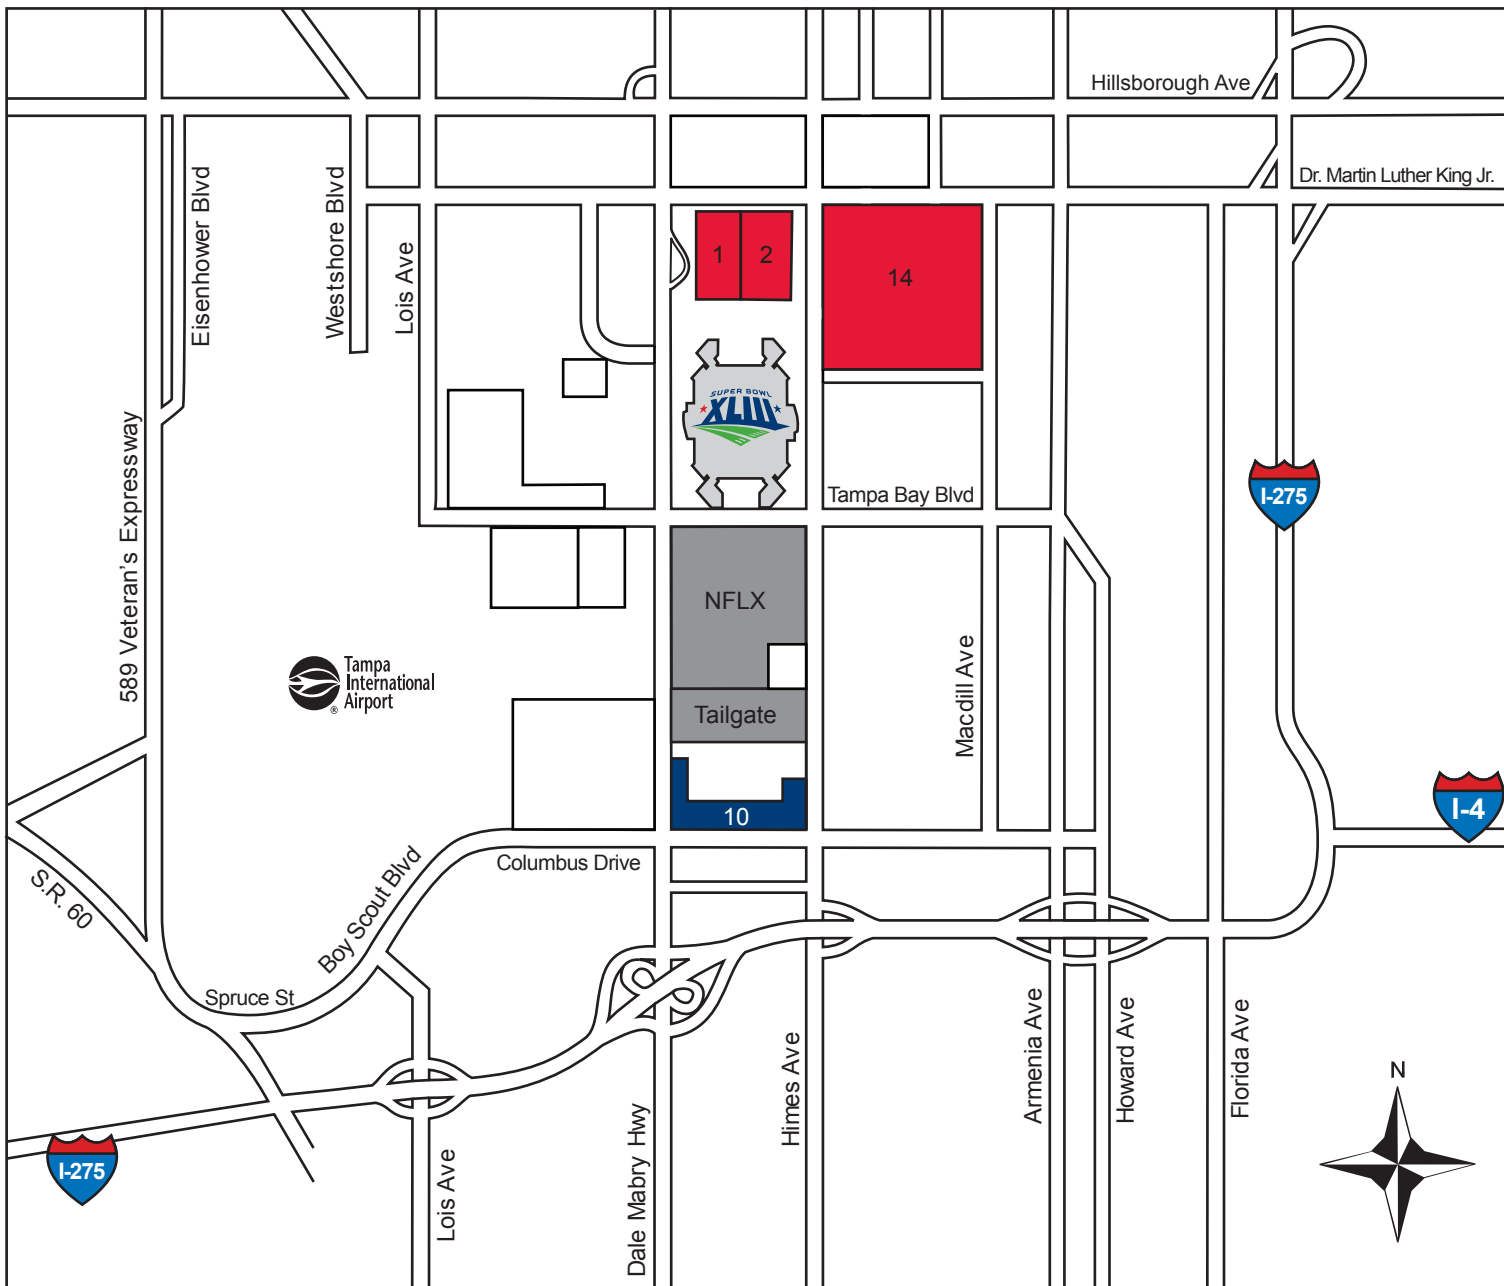 Hillsborough Ave
Dr. Martin Luther King Jr.
Eisenhower Blvd
Westshore Blvd
Lois Ave
1
2
14
SUPER BOWL
XLIII
589 Veteran's Expressway
Tampa Bay Blvd
I-275
NFLX
Tampa
International
Airport
®
Tailgate
Macdill Ave
10
I-4
Columbus Drive
S.R. 60
Boy Scout Blvd
Spruce St
Himes Ave
Armenia Ave
Howard Ave
Florida Ave
N
I-275
Lois Ave
Dale Mabry Hwy